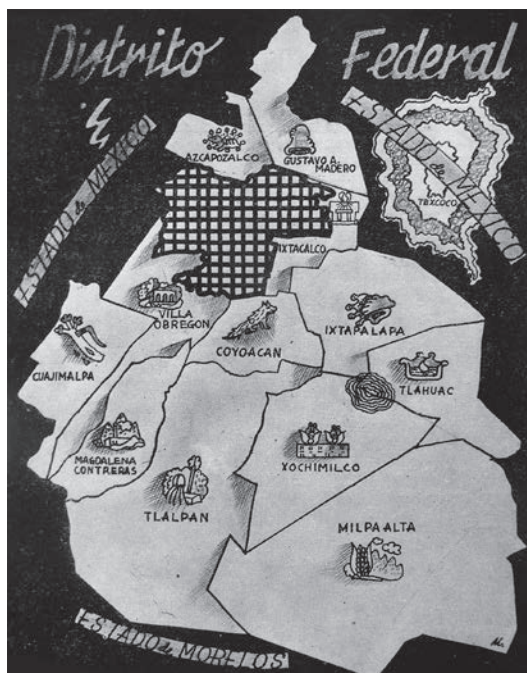 Distrito Federal
ESTADO de MEXICO
ESTADO de MEXICO
AZCAPOZALCO
GUSTAVO A.
MADERO
TEXCOCO
IXTACALCO
VILLA
OBREGON
COYOACAN
IXTAPALAPA
CUAJIMALPA
TLAHUAC
MAGDALENA
CONTRERAS
XOCHIMILCO
TLALPAN
MILPA ALTA
ESTADO de MORELOS